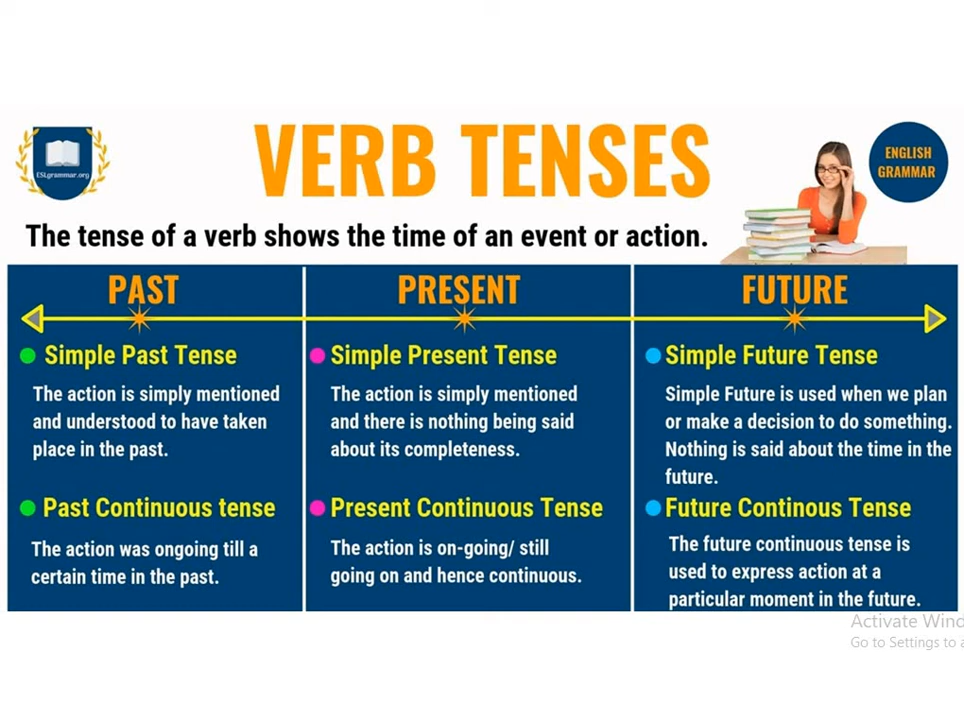 ESLgrammar.org
VERB TENSES
ENGLISH
GRAMMAR
The tense of a verb shows the time of an event or action.
PAST
Simple Past Tense
The action is simply mentioned
and understood to have taken
place in the past.
Past Continuous tense
The action was ongoing till a
certain time in the past.
PRESENT
Simple Present Tense
The action is simply mentioned
and there is nothing being said
about its completeness.
Present Continuous Tense
The action is on-going/ still
going on and hence continuous.
FUTURE
Simple Future Tense
Simple Future is used when we plan
or make a decision to do something.
Nothing is said about the time in the
future.
Future Continous Tense
The future continuous tense is
used to express action at a
particular moment in the future.
Activate Wind
Go to Settings to a